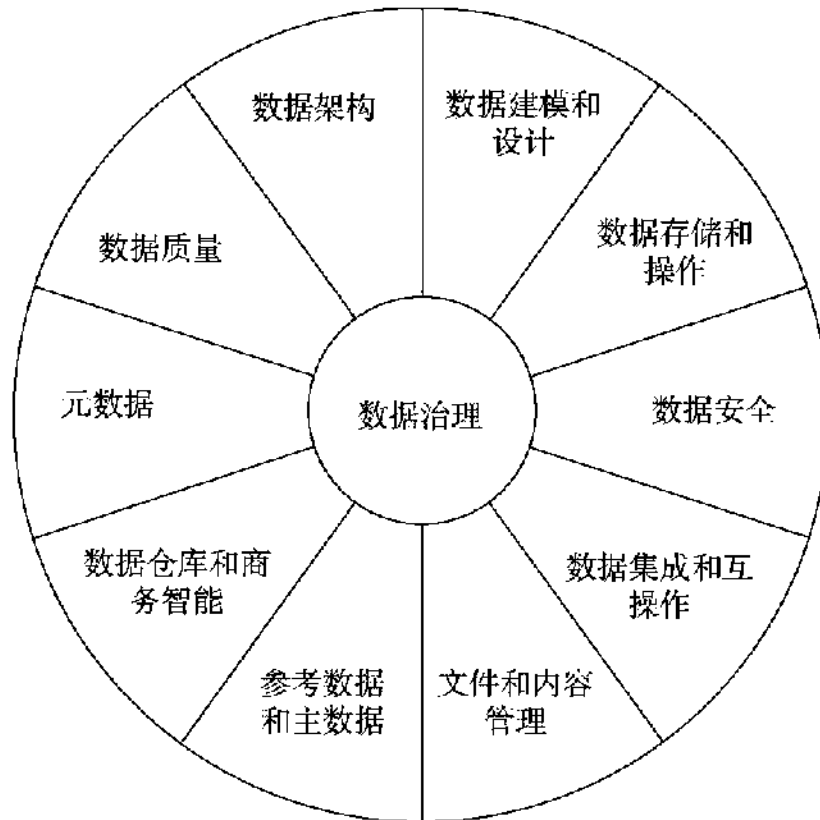 数据架构
数据建模和
设计
数据存储和
操作
数据质量
元数据
数据治理
数据安全
数据仓库和商
务智能
数据集成和互
操作
参考数据
和主数据
文件和内容
管理